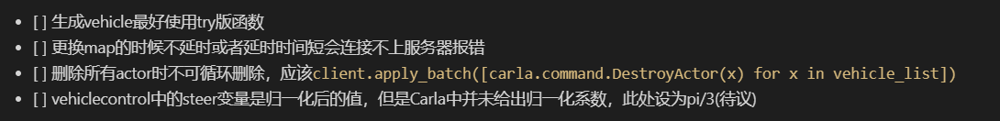 • [ ] 生成vehicle最好使用try版函数
• [ ] 更换map的时候不延时或者延时时间短会连接不上服务器报错
• [ ] 删除所有actor时不可循环删除，应该client.apply_batch([carla.command.DestroyActor(x) for x in vehicle_list])
• [ ] vehiclecontrol中的steer变量是归一化后的值，但是Carla中并未给出归一化系数，此处设为pi/3(待议)